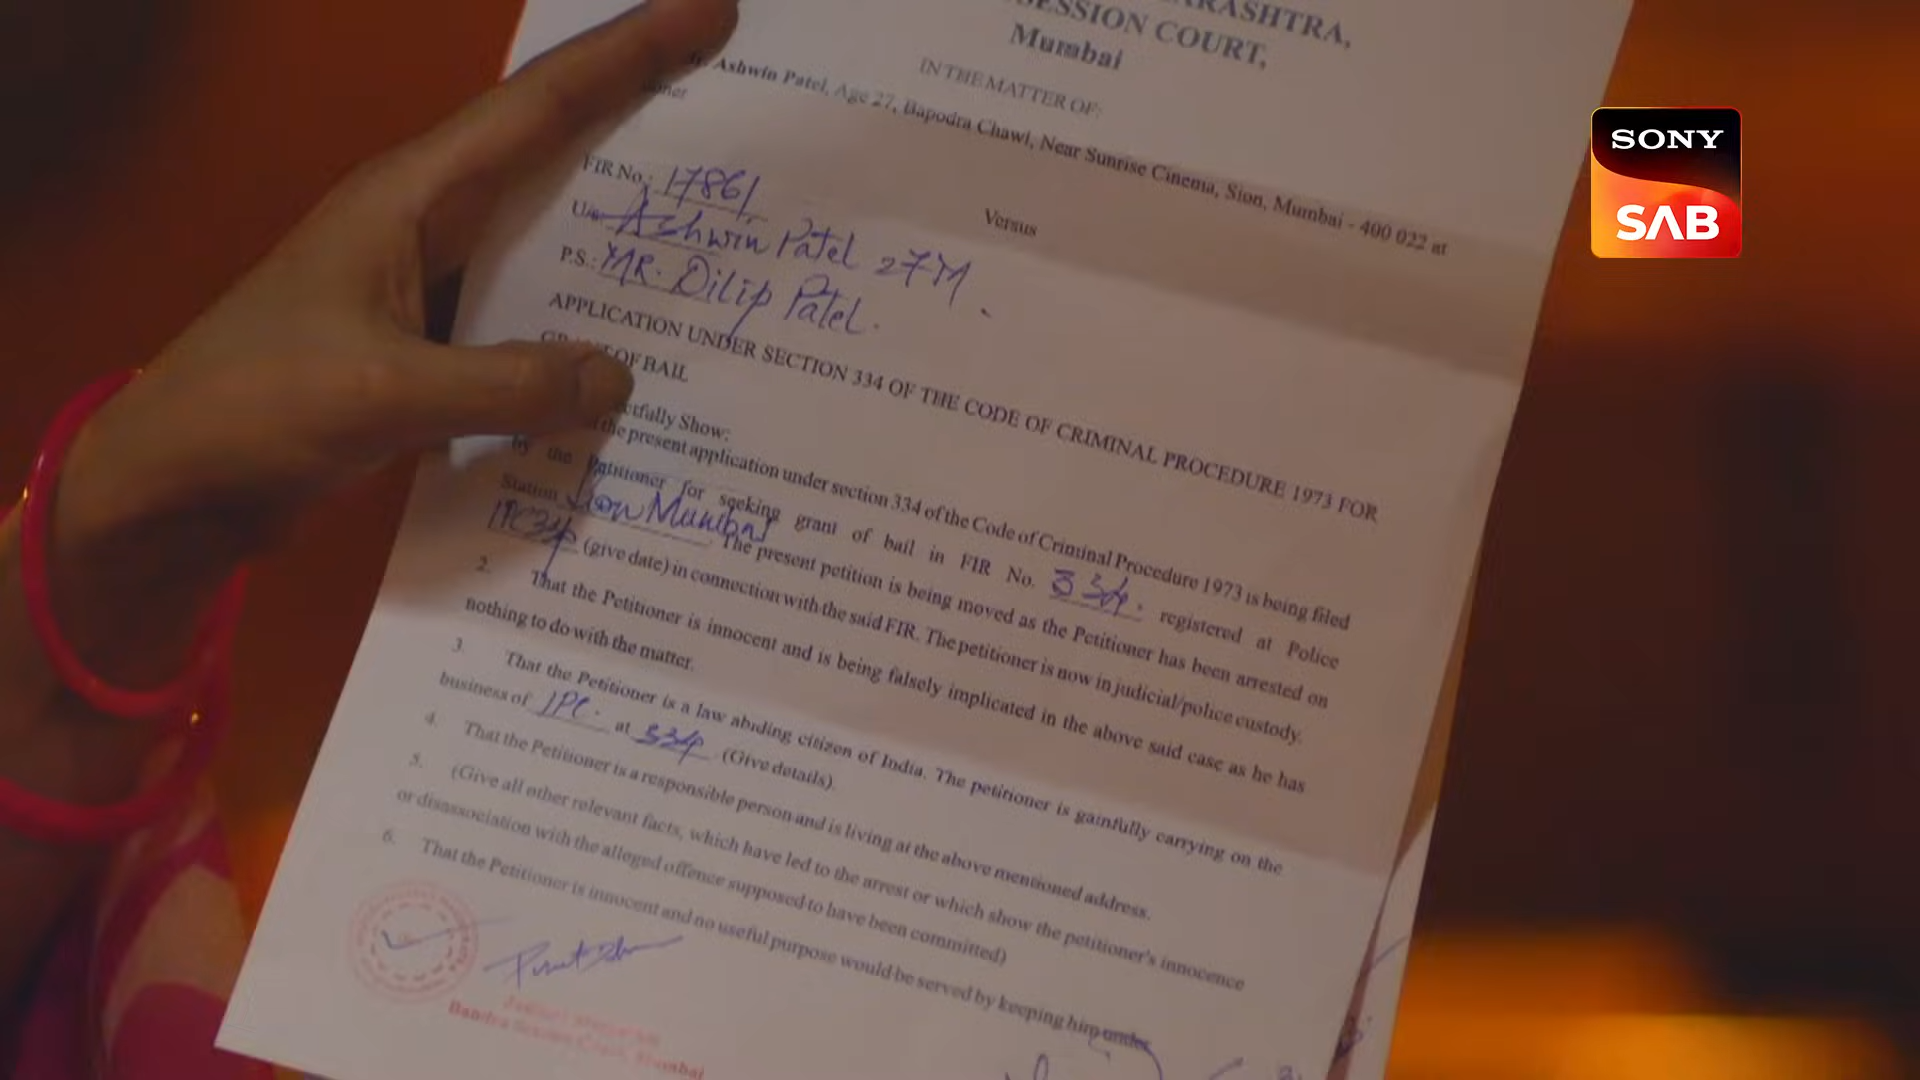 ARASHTRA,
SESSION COURT,
Mumbai
IN THE MATTER OF:
Ashwin Patel, Age 27, Bapodra Chawl, Near Sunrise Cinema, Sion, Mumbai - 400 022 at
Versus
FIR No.: 17861
U/s Ashwin Patel 27M.
P.S.: MR. Dilip Patel.
APPLICATION UNDER SECTION 334 OF THE CODE OF CRIMINAL PROCEDURE 1973 FOR
OF BAIL
Show:
the present application under section 334 of the Code of Criminal Procedure 1973 is being filed
by the Petitioner for seeking grant of bail in FIR No. 334. registered at Police
Station Sion Mumbai The present petition is being moved as the Petitioner has been arrested on
IPC 334 (give date) in connection with the said FIR. The petitioner is now in judicial/police custody.
2. That the Petitioner is innocent and is being falsely implicated in the above said case as he has
nothing to do with the matter.
3. That the Petitioner is a law abiding citizen of India. The petitioner is gainfully carrying on the
business of IPC. at 334. (Give details).
4. That the Petitioner is a responsible person and is living at the above mentioned address.
5. (Give all other relevant facts, which have led to the arrest or which show the petitioner's innocence
or disassociation with the alleged offence supposed to have been committed)
6. That the Petitioner is innocent and no useful purpose would be served by keeping him under
Bandra Session Court, Mumbai
SONY
SAB